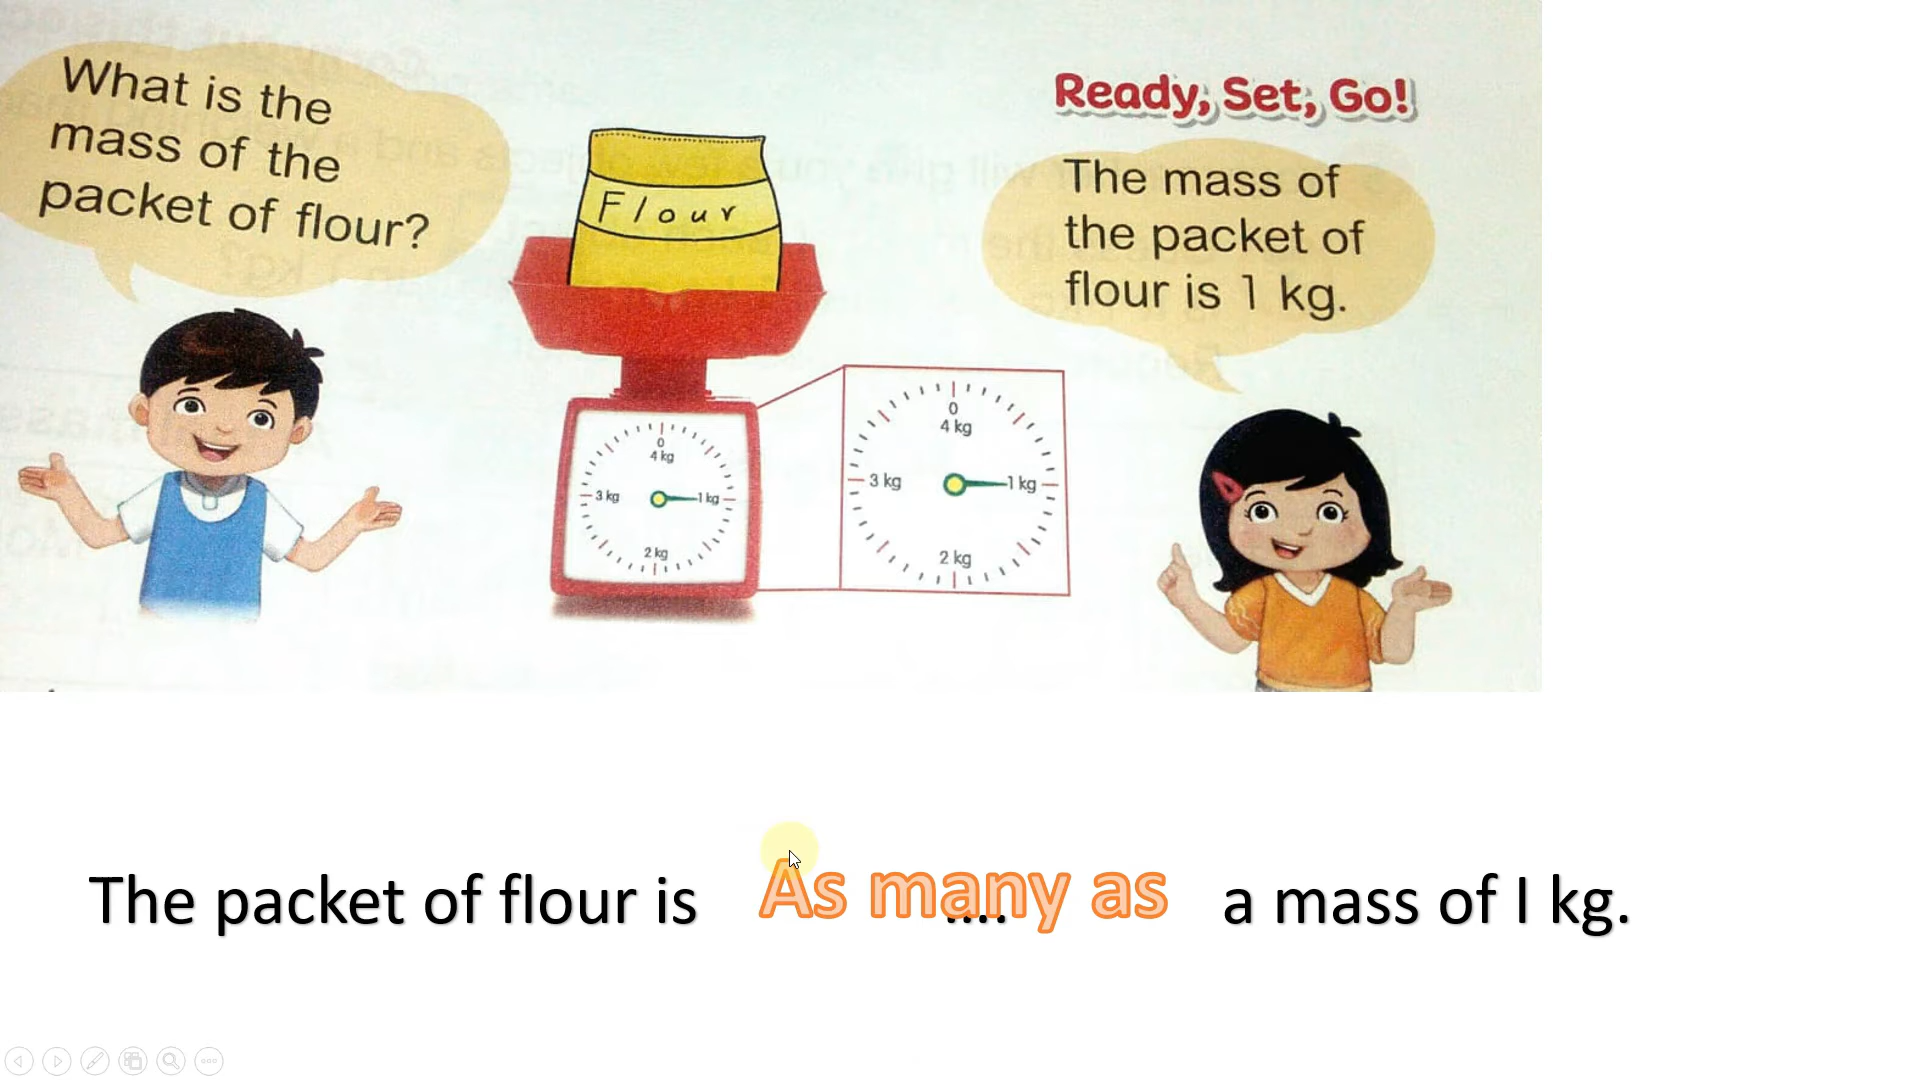 What is the
mass of the
packet of flour?
Ready, Set, Go!
The mass of
the packet of
flour is 1 kg.
Flour
0
4 kg
3 kg
1 kg
2 kg
0
4 kg
3 kg
1 kg
2 kg
The packet of flour is As many as .... a mass of I kg.